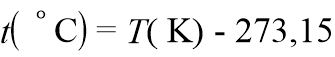 t( °C) = T( K) - 273,15